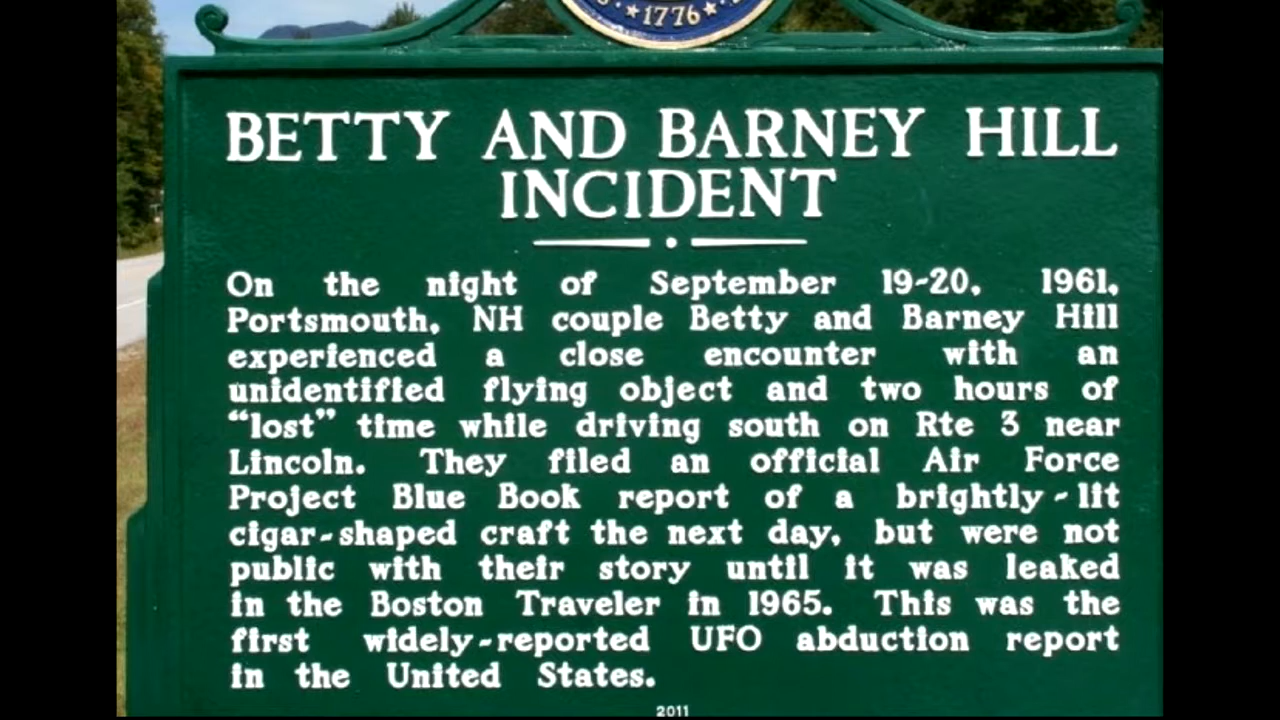 ★1776★
BETTY AND BARNEY HILL
INCIDENT
On the night of September 19-20, 1961,
Portsmouth, NH couple Betty and Barney Hill
experienced a close encounter with an
unidentified flying object and two hours of
“lost” time while driving south on Rte 3 near
Lincoln. They filed an official Air Force
Project Blue Book report of a brightly-lit
cigar-shaped craft the next day, but were not
public with their story until it was leaked
in the Boston Traveler in 1965. This was the
first widely-reported UFO abduction report
in the United States.
2011